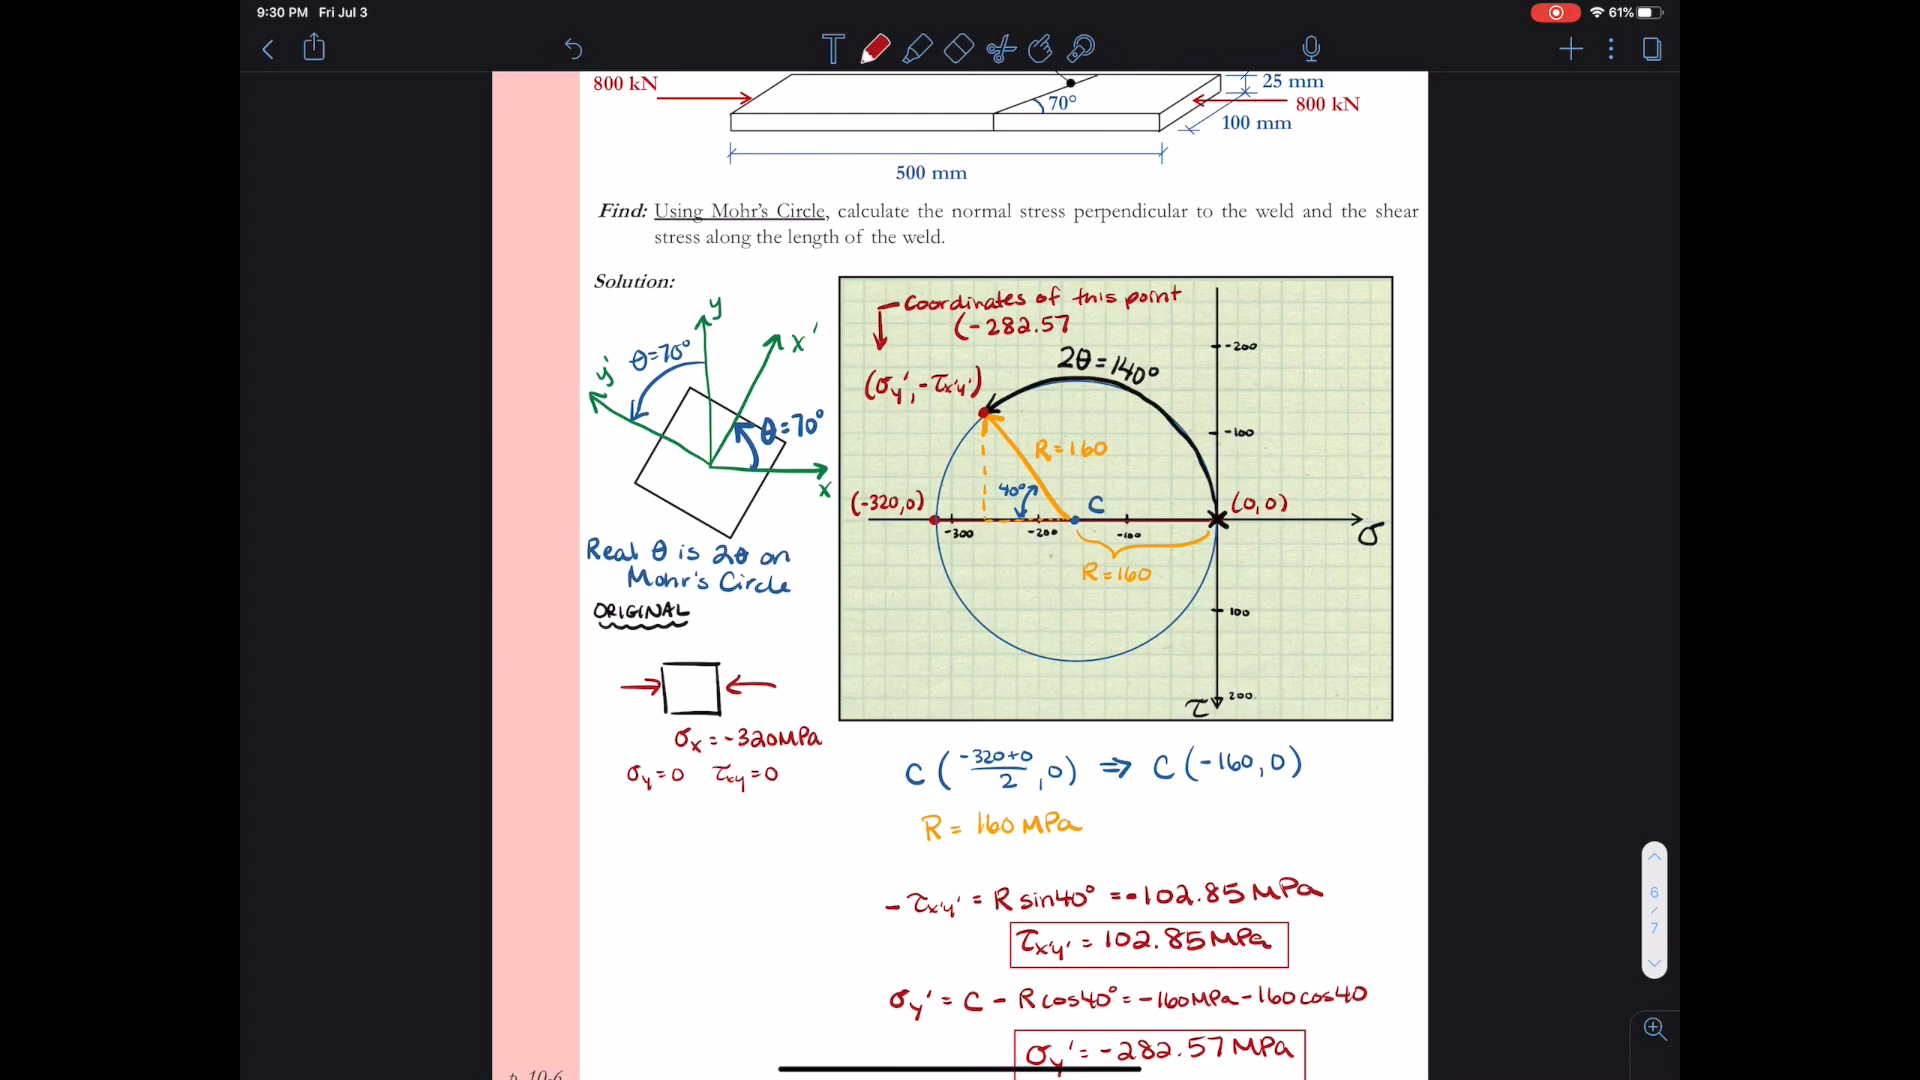 9:30 PM Fri Jul 3
61%
800 kN
70°
25 mm
800 kN
100 mm
500 mm
Find: Using Mohr's Circle, calculate the normal stress perpendicular to the weld and the shear
stress along the length of the weld.
Solution:
y
x'
θ=70°
y'
θ=70°
x
Real θ is 2θ on
Mohr's Circle
ORIGINAL
σx = -320MPa
σy = 0 τxy = 0
Coordinates of this point
(-282.57
(σy', -τx'y')
2θ = 140°
-200
-100
R=160
40°
C
(-320,0)
(0,0)
-300
-200
-100
σ
R=160
100
τ
200
C (-320+0/2, 0) ⇒ C (-160, 0)
R = 160 MPa
-τx'y' = R sin40° = -102.85 MPa
τx'y' = 102.85 MPa
σy' = C - R cos40° = -160MPa - 160cos40
σy' = -282.57 MPa
6
/
7
p. 10-6